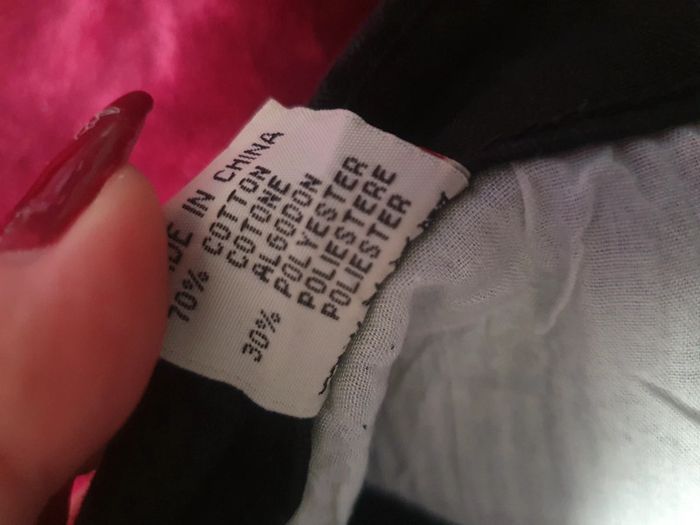 DE IN CHINA
70% COTTON
COTONE
ALGODON
30% POLYESTER
POLIESTERE
POLIESTER